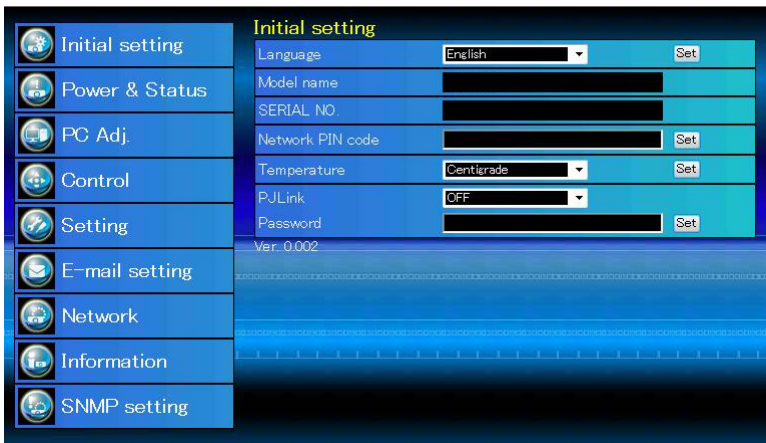 Initial setting
Power & Status
PC Adj.
Control
Setting
E-mail setting
Network
Information
SNMP setting
Initial setting
Language English Set
Model name
SERIAL NO.
Network PIN code Set
Temperature Centigrade Set
PJLink OFF
Password Set
Ver. 0.002